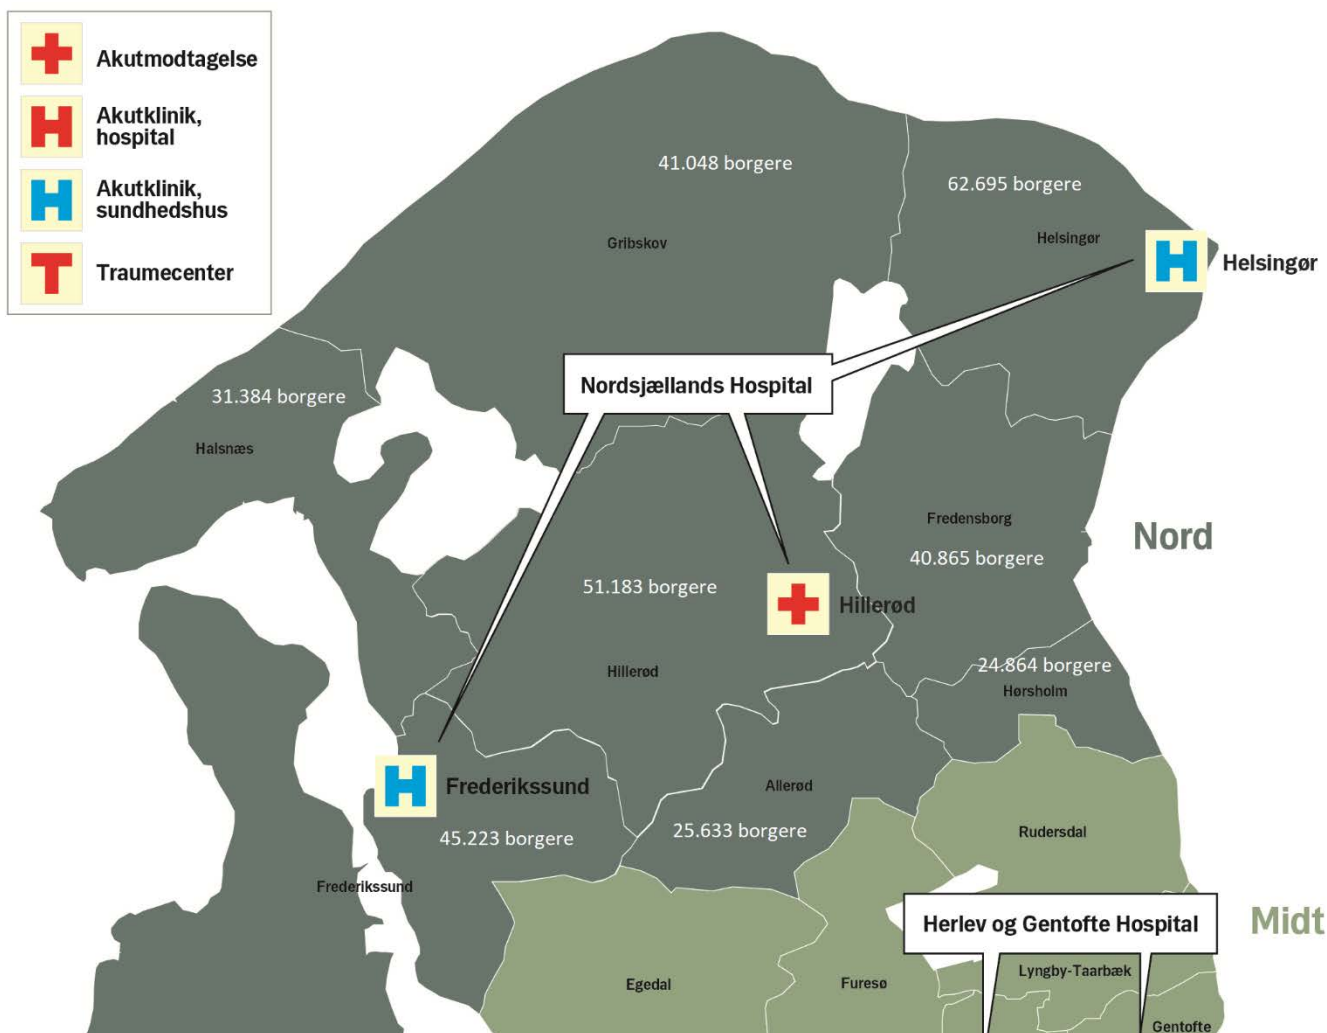 Akutmodtagelse
Akutklinik,
hospital
Akutklinik,
sundhedshus
Traumecenter
41.048 borgere
Gribskov
62.695 borgere
Helsingør
Helsingør
Nordsjællands Hospital
31.384 borgere
Halsnæs
Fredensborg
40.865 borgere
Nord
51.183 borgere
Hillerød
Hillerød
24.864 borgere
Hørsholm
Frederikssund
45.223 borgere
Frederikssund
Allerød
25.633 borgere
Rudersdal
Herlev og Gentofte Hospital
Midt
Egedal
Furesø
Lyngby-Taarbæk
Gentofte